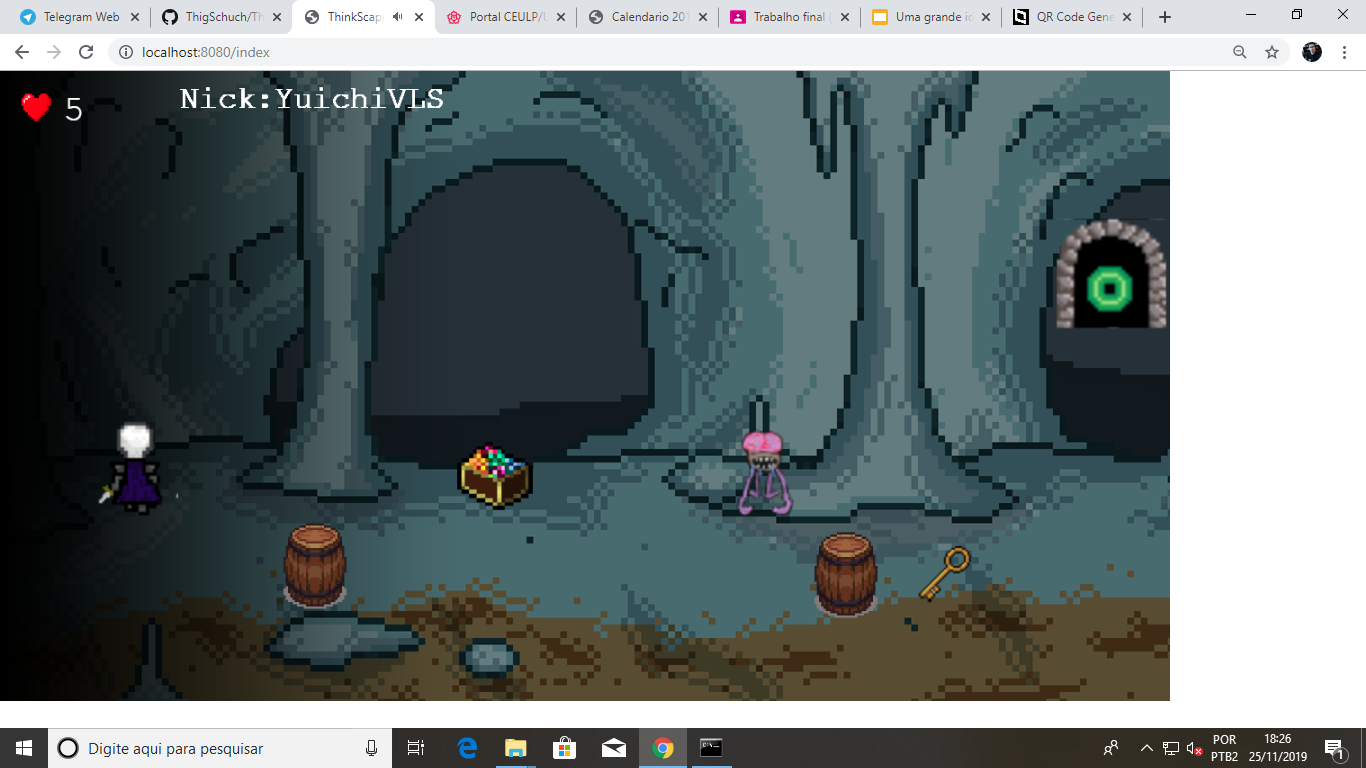 Telegram Web
ThigSchuch/Th
ThinkScap
Portal CEULP/U
Calendario 201
Trabalho final (
Uma grande id
QR Code Gene
localhost:8080/index
5
Nick:YuichiVLS
Digite aqui para pesquisar
POR
PTB2
18:26
25/11/2019
1